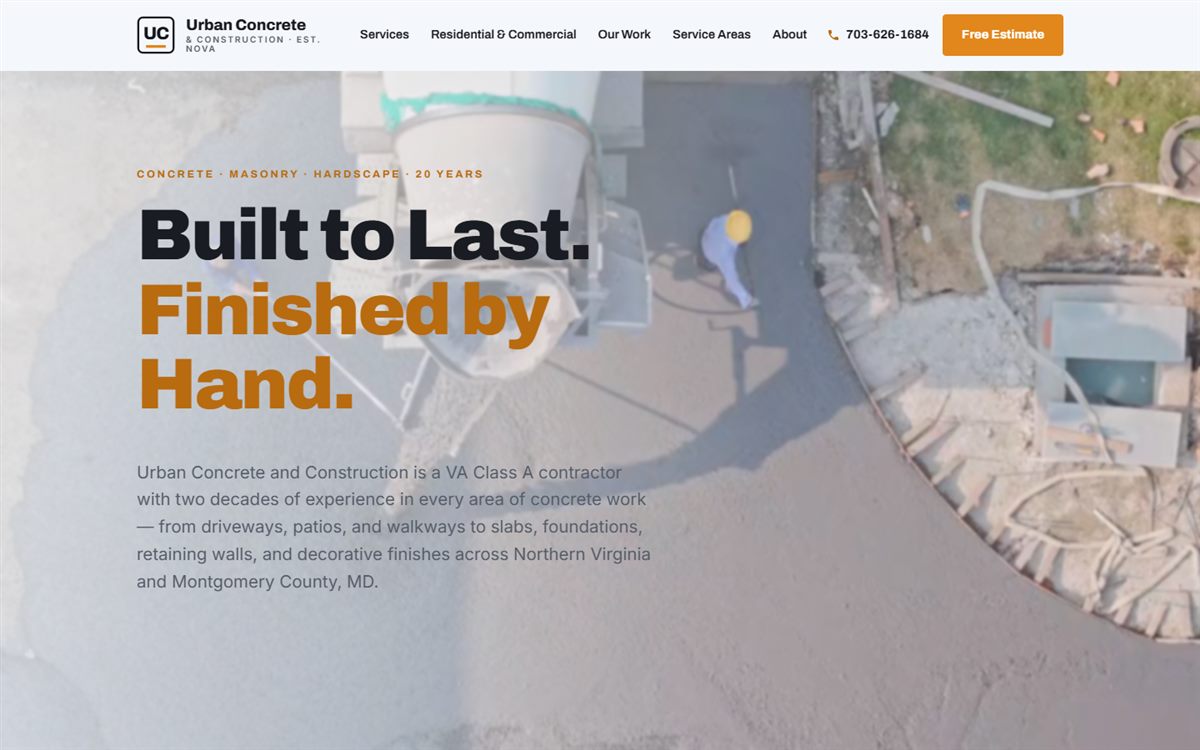 UC
Urban Concrete
& CONSTRUCTION · EST.
NOVA
Services
Residential & Commercial
Our Work
Service Areas
About
703-626-1684
Free Estimate
CONCRETE · MASONRY · HARDSCAPE · 20 YEARS
Built to Last.
Finished by
Hand.
Urban Concrete and Construction is a VA Class A contractor
with two decades of experience in every area of concrete work
— from driveways, patios, and walkways to slabs, foundations,
retaining walls, and decorative finishes across Northern Virginia
and Montgomery County, MD.